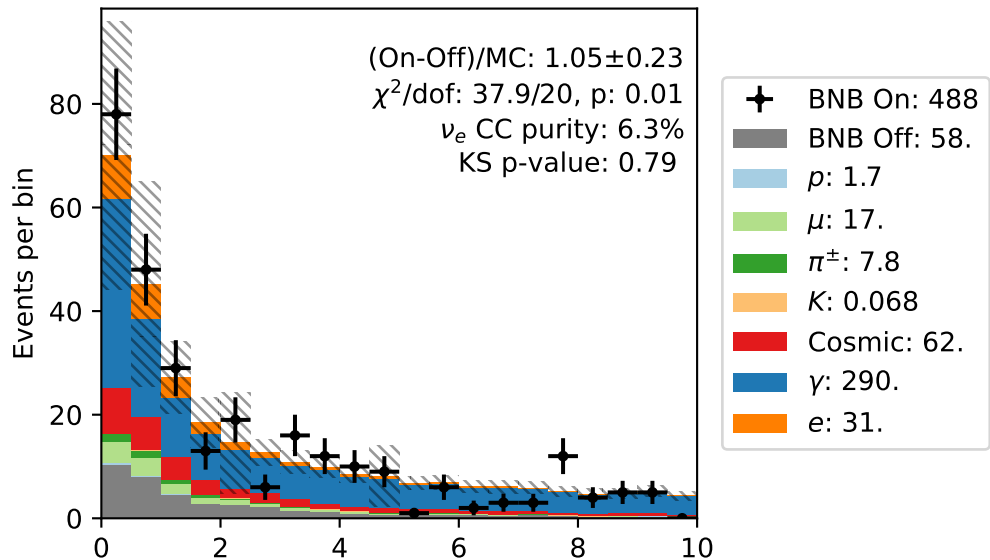 (On-Off)/MC: 1.05±0.23
χ²/dof: 37.9/20, p: 0.01
νₑ CC purity: 6.3%
KS p-value: 0.79
Events per bin
80
60
40
20
0
0 2 4 6 8 10
BNB On: 488
BNB Off: 58.
p: 1.7
μ: 17.
π±: 7.8
K: 0.068
Cosmic: 62.
γ: 290.
e: 31.